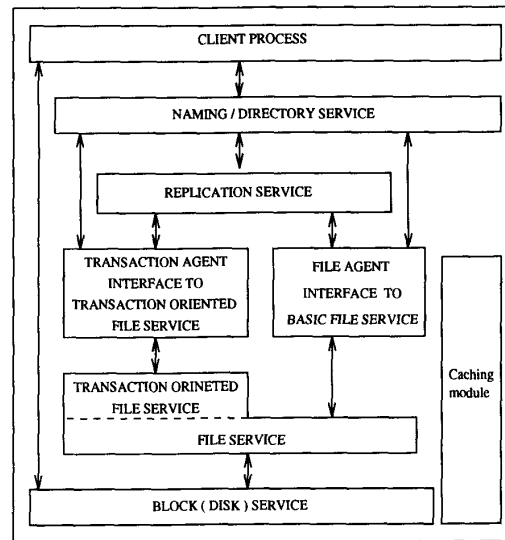 CLIENT PROCESS
NAMING / DIRECTORY SERVICE
REPLICATION SERVICE
TRANSACTION AGENT
INTERFACE TO
TRANSACTION ORIENTED
FILE SERVICE
FILE AGENT
INTERFACE TO
BASIC FILE SERVICE
Caching
module
TRANSACTION ORINETED
FILE SERVICE
FILE SERVICE
BLOCK ( DISK ) SERVICE